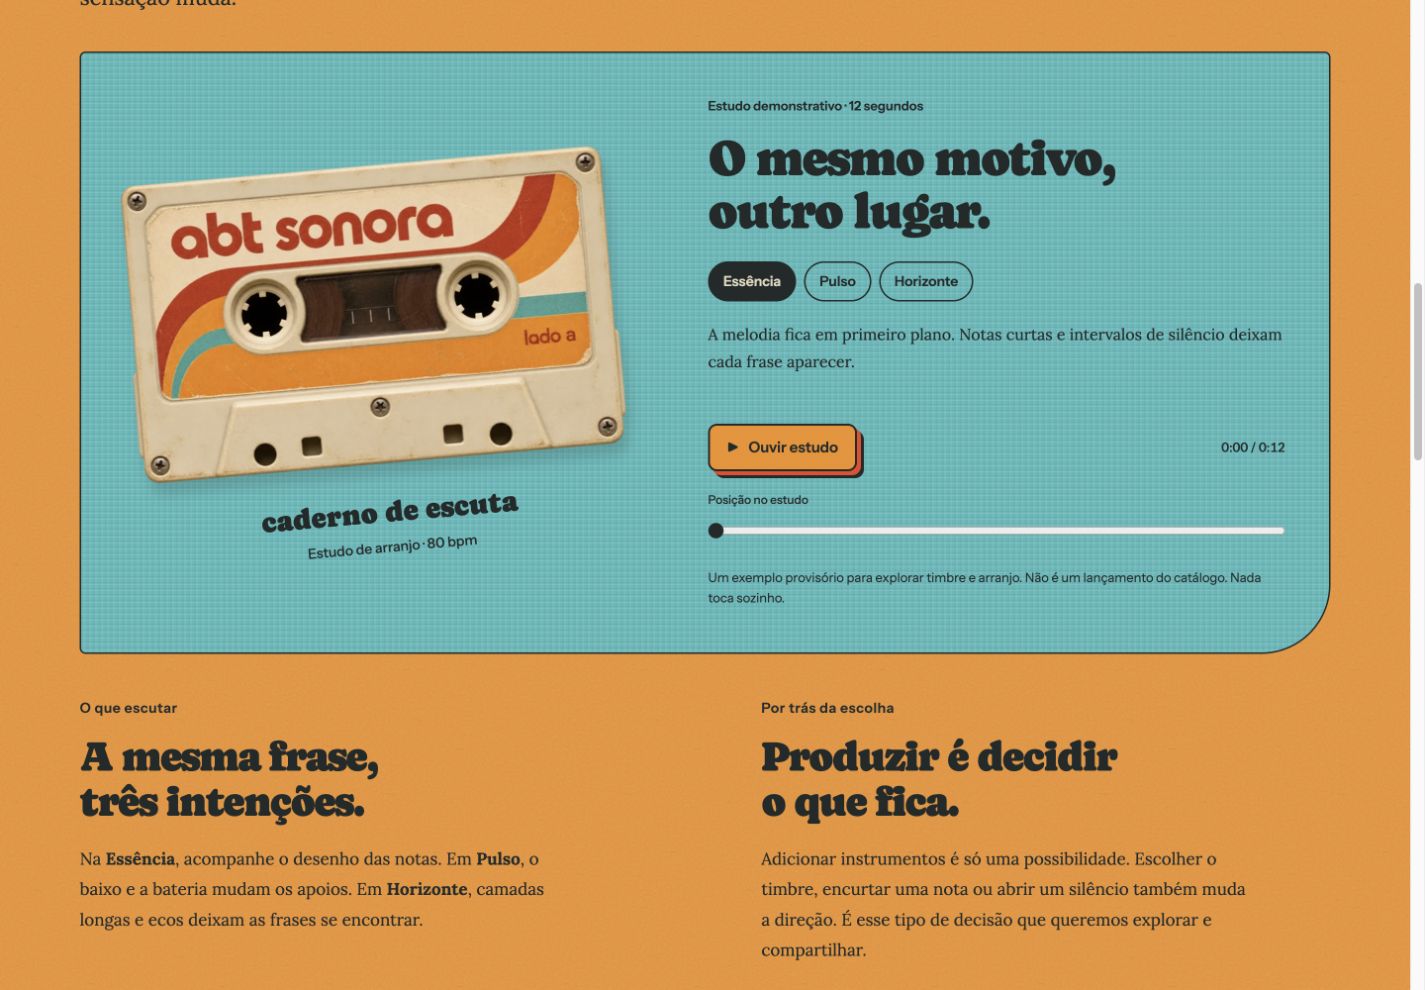 sensação muda.
abt sonora
lado a
caderno de escuta
Estudo de arranjo · 80 bpm
Estudo demonstrativo · 12 segundos
O mesmo motivo,
outro lugar.
Essência
Pulso
Horizonte
A melodia fica em primeiro plano. Notas curtas e intervalos de silêncio deixam
cada frase aparecer.
Ouvir estudo
0:00 / 0:12
Posição no estudo
Um exemplo provisório para explorar timbre e arranjo. Não é um lançamento do catálogo. Nada
toca sozinho.
O que escutar
A mesma frase,
três intenções.
Na Essência, acompanhe o desenho das notas. Em Pulso, o
baixo e a bateria mudam os apoios. Em Horizonte, camadas
longas e ecos deixam as frases se encontrar.
Por trás da escolha
Produzir é decidir
o que fica.
Adicionar instrumentos é só uma possibilidade. Escolher o
timbre, encurtar uma nota ou abrir um silêncio também muda
a direção. É esse tipo de decisão que queremos explorar e
compartilhar.